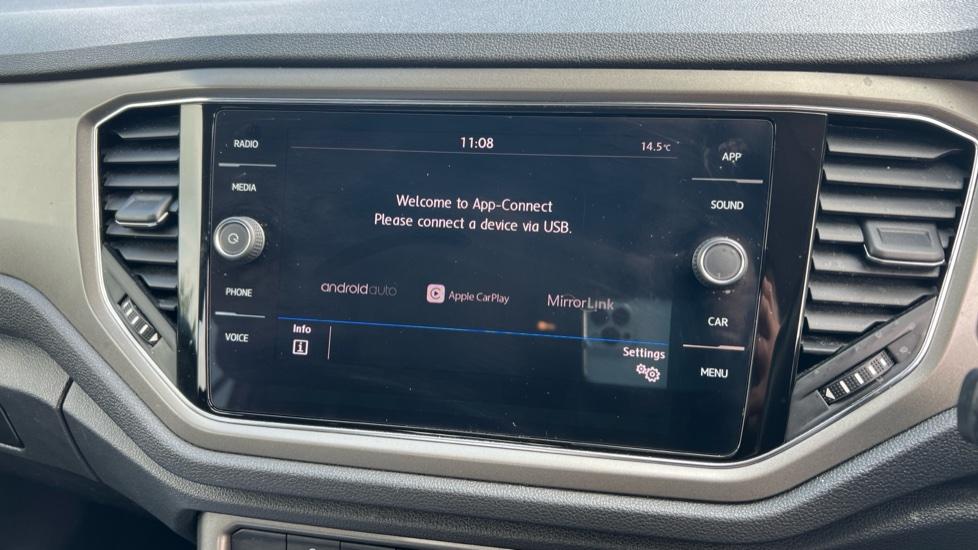 RADIO
MEDIA
PHONE
VOICE
11:08
14.5°C
Welcome to App-Connect
Please connect a device via USB.
androidauto
Apple CarPlay
MirrorLink
Info
i
Settings
APP
SOUND
CAR
MENU